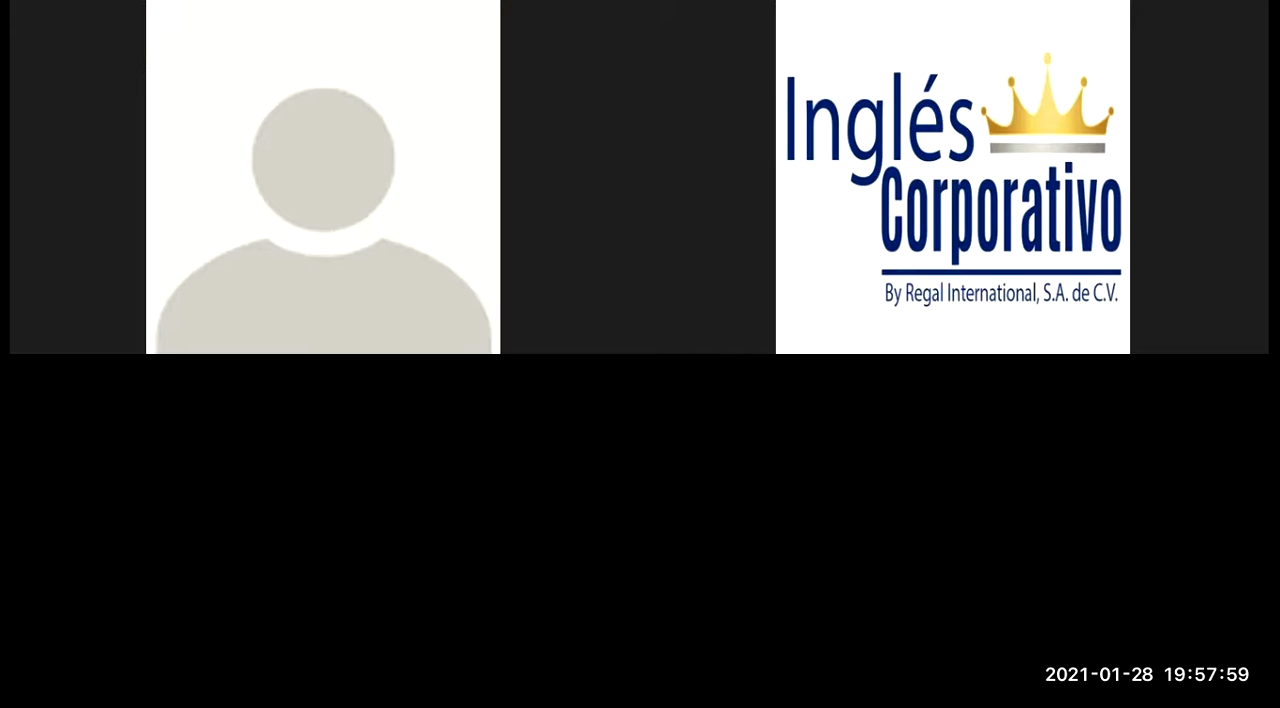 Inglés
Corporativo
By Regal International, S.A. de C.V.
2021-01-28 19:57:59